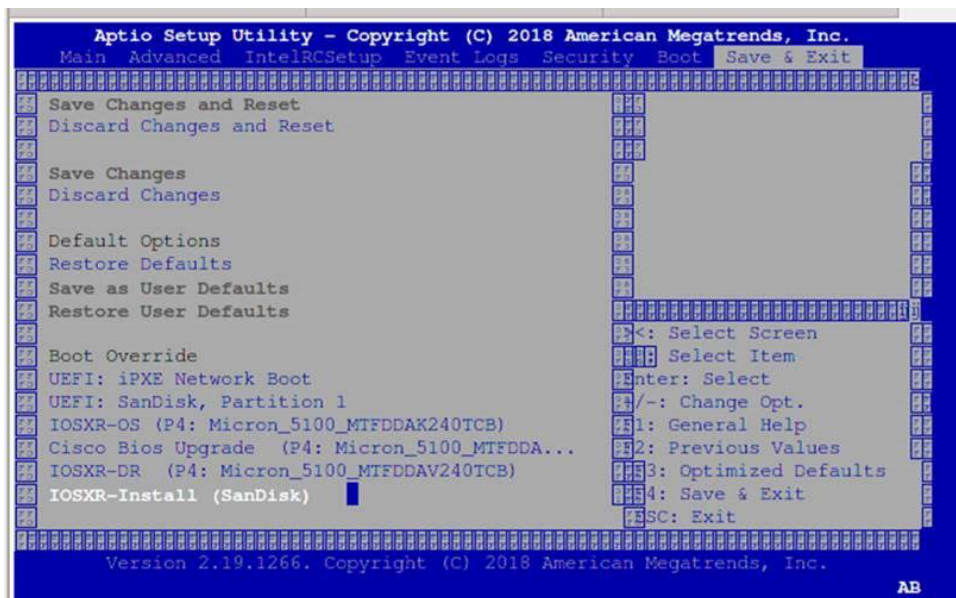 Aptio Setup Utility - Copyright (C) 2018 American Megatrends, Inc.
Main Advanced IntelRCSetup Event Logs Security Boot Save & Exit
Save Changes and Reset
Discard Changes and Reset
Save Changes
Discard Changes
Default Options
Restore Defaults
Save as User Defaults
Restore User Defaults
Boot Override
UEFI: iPXE Network Boot
UEFI: SanDisk, Partition 1
IOSXR-OS (P4: Micron_5100_MTFDDAK240TCB)
Cisco Bios Upgrade (P4: Micron_5100_MTFDDA...
IOSXR-DR (P4: Micron_5100_MTFDDAV240TCB)
IOSXR-Install (SanDisk)
><: Select Screen
: Select Item
Enter: Select
+/-: Change Opt.
1: General Help
2: Previous Values
3: Optimized Defaults
4: Save & Exit
ESC: Exit
Version 2.19.1266. Copyright (C) 2018 American Megatrends, Inc.
AB